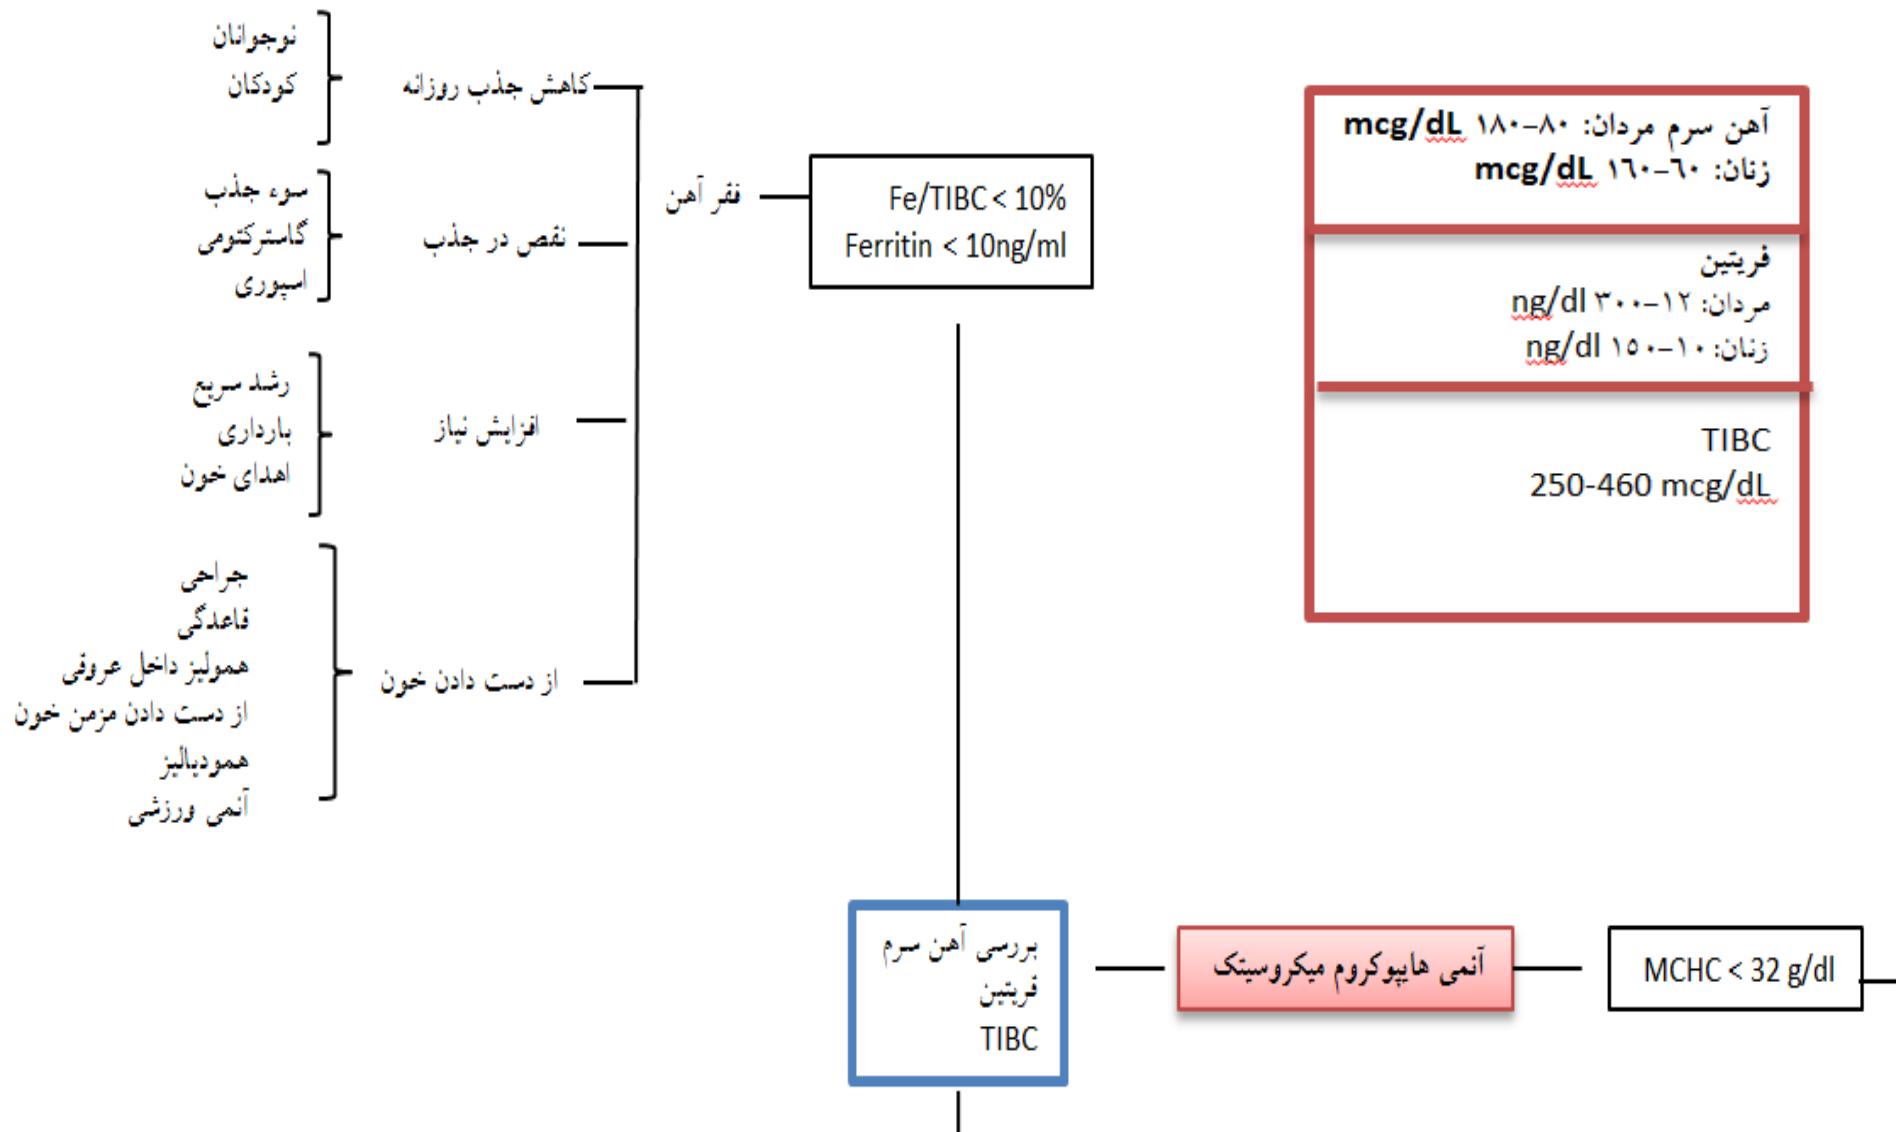 نوجوانان
کودکان
کاهش جذب روزانه
سوء جذب
گاسترکتومی
اسپوری
نقص در جذب
رشد سریع
بارداری
اهدای خون
افزایش نیاز
جراحی
قاعدگی
همولیز داخل عروقی
از دست دادن مزمن خون
همودیالیز
آنمی ورزشی
از دست دادن خون
فقر آهن
Fe/TIBC < 10%
Ferritin < 10ng/ml
آهن سرم مردان: ۸۰-۱۸۰ mcg/dL
زنان: ۶۰-۱۶۰ mcg/dL
فریتین
مردان: ۱۲-۳۰۰ ng/dl
زنان: ۱۰-۱۵۰ ng/dl
TIBC
250-460 mcg/dL
بررسی آهن سرم
فریتین
TIBC
آنمی هایپوکروم میکروسیتک
MCHC < 32 g/dl